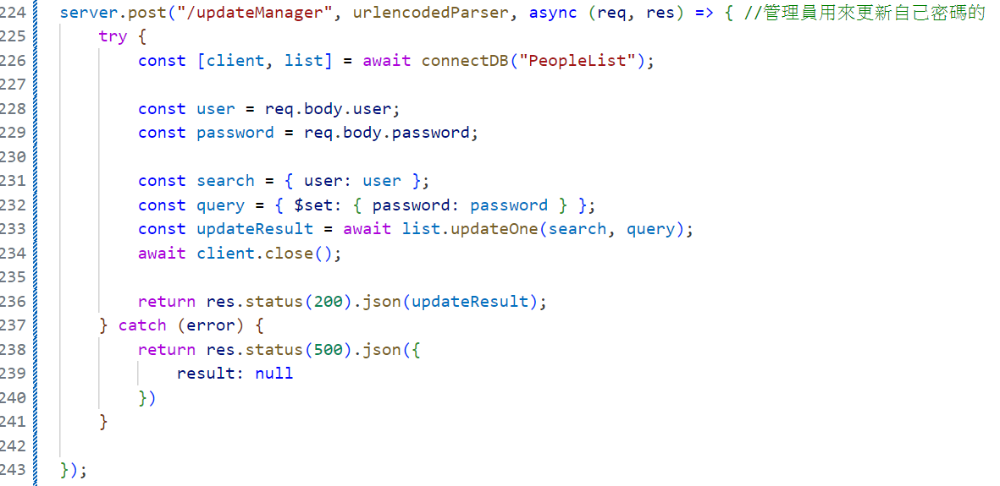 224 server.post("/updateManager", urlencodedParser, async (req, res) => { //管理員用來更新自己密碼的
225     try {
226         const [client, list] = await connectDB("PeopleList");
227
228         const user = req.body.user;
229         const password = req.body.password;
230
231         const search = { user: user };
232         const query = { $set: { password: password } };
233         const updateResult = await list.updateOne(search, query);
234         await client.close();
235
236         return res.status(200).json(updateResult);
237     } catch (error) {
238         return res.status(500).json({
239             result: null
240         })
241     }
242
243 });